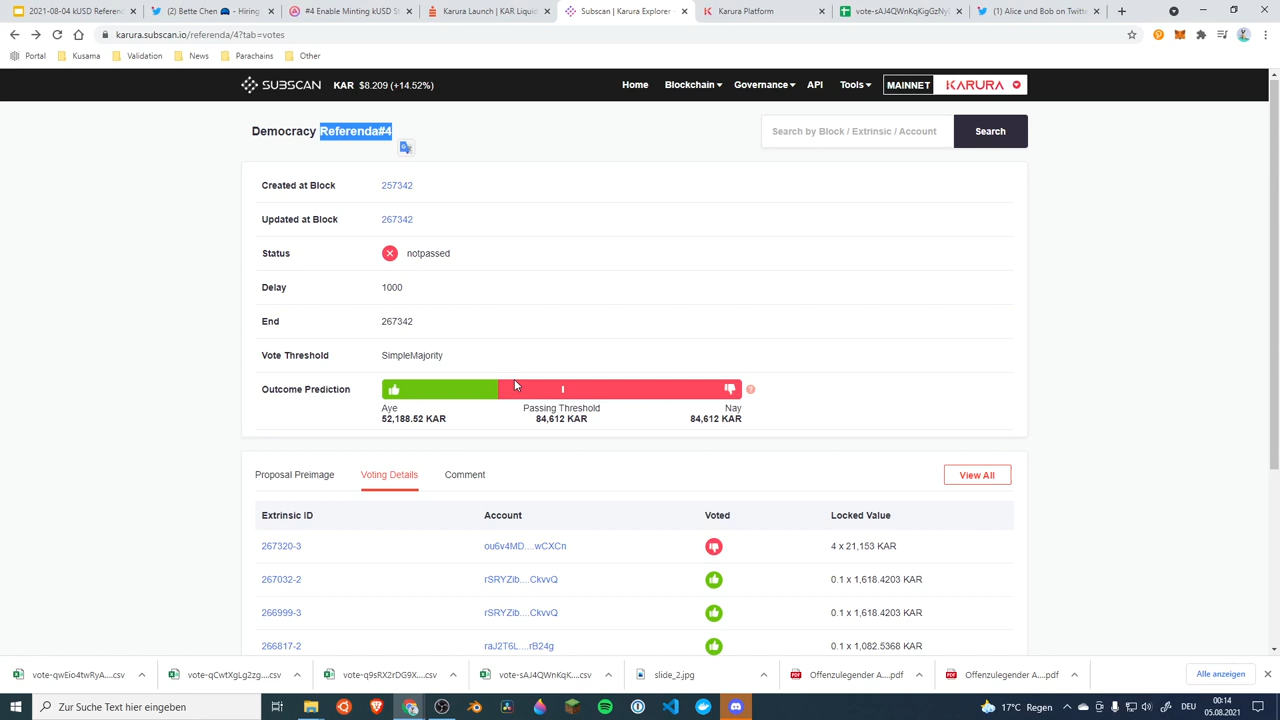 2021-08-04 kUSD Referend
(2) Bette Chen - Hiring
#4 Enable Minting kUSD St
Karura Launch | KAR Liquid
Subscan | Karura Explorer
Karura Platform
vote-sAJ4QWnKqKigGzNyl
(2) Alice und Bob on Twitte
karura.subscan.io/referenda/4?tab=votes
Portal
Kusama
Validation
News
Parachains
Other
SUBSCAN
KAR $8.209 (+14.52%)
Home
Blockchain
Governance
API
Tools
MAINNET
KARURA
Democracy Referenda#4
Search by Block / Extrinsic / Account
Search
Created at Block 257342
Updated at Block 267342
Status notpassed
Delay 1000
End 267342
Vote Threshold SimpleMajority
Outcome Prediction
Aye Passing Threshold Nay
52,188.52 KAR 84,612 KAR 84,612 KAR
Proposal Preimage
Voting Details
Comment
View All
Extrinsic ID Account Voted Locked Value
267320-3 ou6v4MD....wCXCn 4 x 21,153 KAR
267032-2 rSRYZib....CkvvQ 0.1 x 1,618.4203 KAR
266999-3 rSRYZib....CkvvQ 0.1 x 1,618.4203 KAR
266817-2 raJ2T6L....rB24g 0.1 x 1,082.5368 KAR
vote-qwEio4twRyA....csv
vote-qCwtXgLg2zg....csv
vote-q9sRX2rDG9X....csv
vote-sAJ4QWnKqK....csv
slide_2.jpg
Offenzulegender A....pdf
Offenzulegender A....pdf
Alle anzeigen
Zur Suche Text hier eingeben
17°C Regen
DEU
00:14
05.08.2021